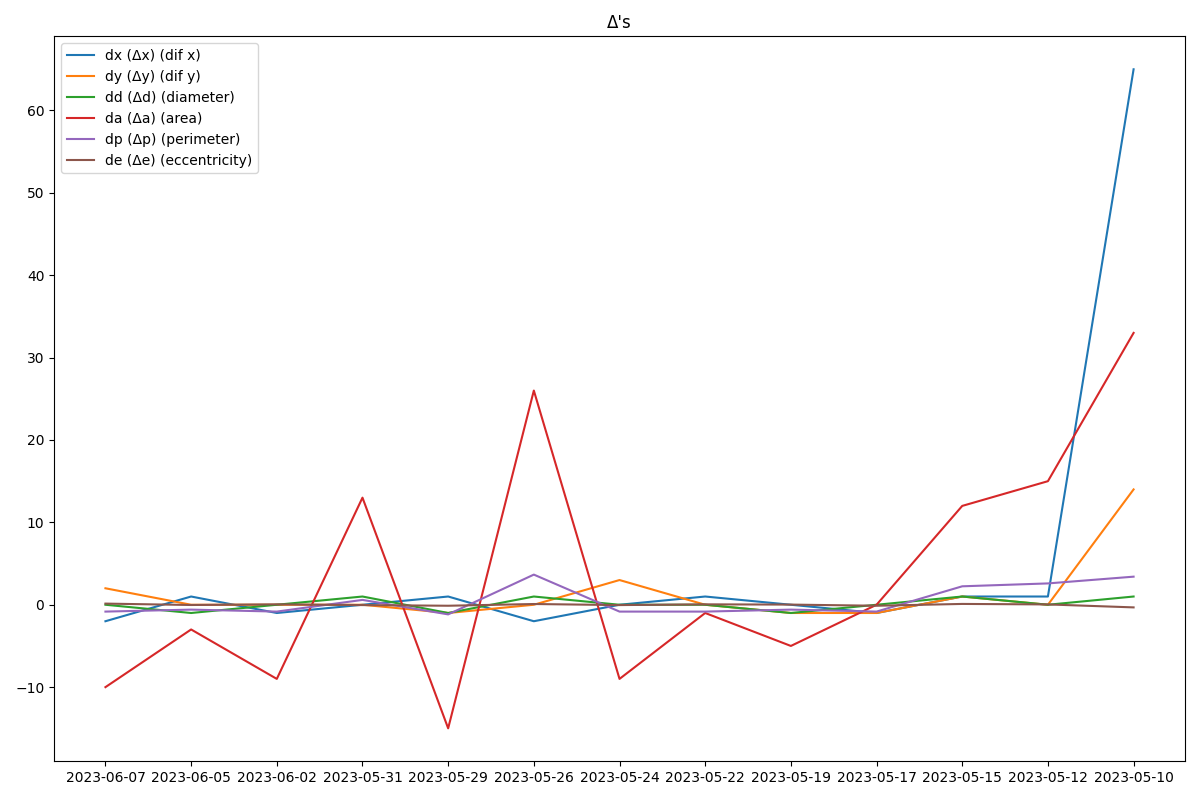 Δ's
dx (Δx) (dif x)
dy (Δy) (dif y)
dd (Δd) (diameter)
da (Δa) (area)
dp (Δp) (perimeter)
de (Δe) (eccentricity)
60
50
40
30
20
10
0
−10
2023-06-07 2023-06-05 2023-06-02 2023-05-31 2023-05-29 2023-05-26 2023-05-24 2023-05-22 2023-05-19 2023-05-17 2023-05-15 2023-05-12 2023-05-10